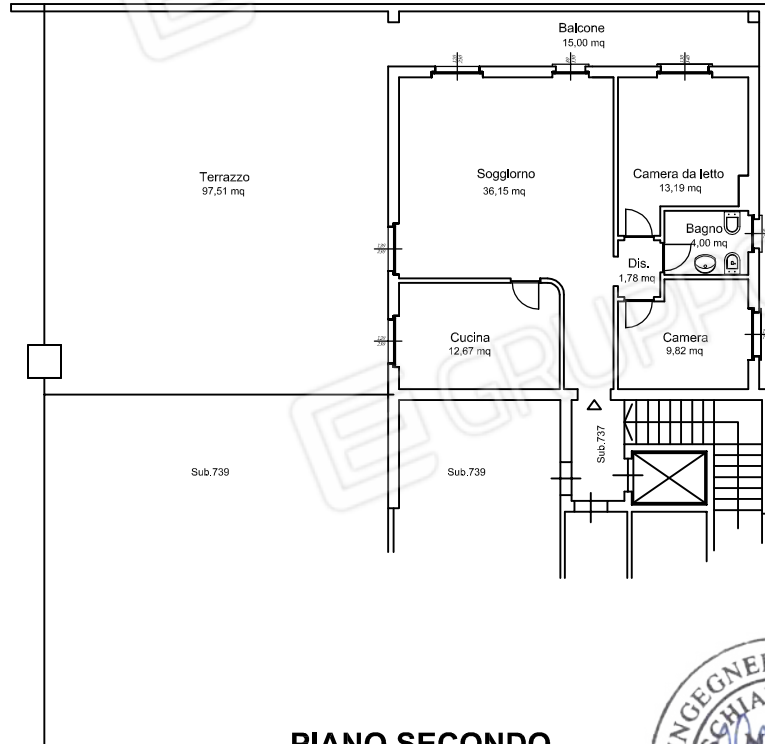 Balcone
15,00 mq
Terrazzo
97,51 mq
Soggiorno
36,15 mq
Camera da letto
13,19 mq
Bagno
4,00 mq
Dis.
1,78 mq
Cucina
12,67 mq
Camera
9,82 mq
Sub.737
Sub.739
Sub.739
GRUPPO
PIANO SECONDO